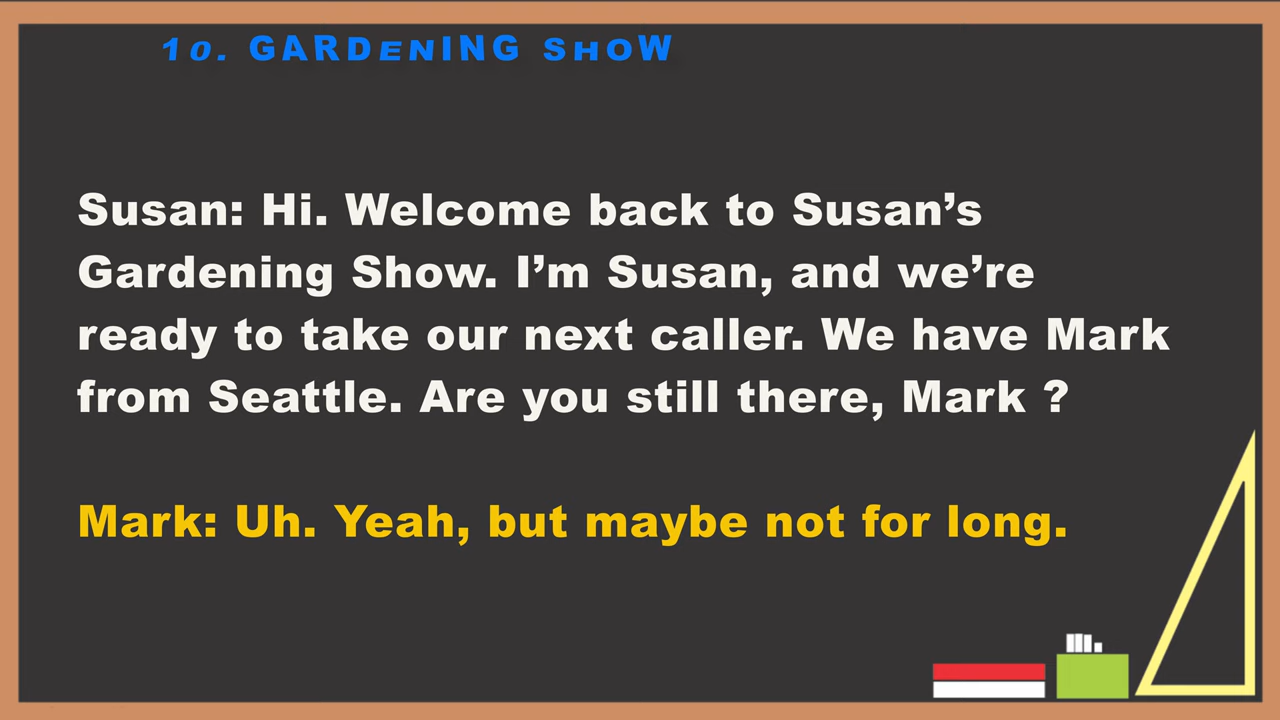 10. GARDENING SHOW
Susan: Hi. Welcome back to Susan’s
Gardening Show. I’m Susan, and we’re
ready to take our next caller. We have Mark
from Seattle. Are you still there, Mark ?
Mark: Uh. Yeah, but maybe not for long.